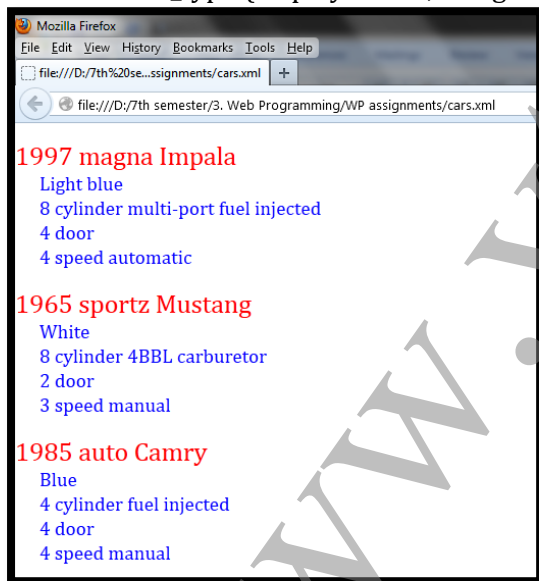 Mozilla Firefox
File Edit View History Bookmarks Tools Help
file:///D:/7th%20se...ssignments/cars.xml +
file:///D:/7th semester/3. Web Programming/WP assignments/cars.xml
1997 magna Impala
Light blue
8 cylinder multi-port fuel injected
4 door
4 speed automatic
1965 sportz Mustang
White
8 cylinder 4BBL carburetor
2 door
3 speed manual
1985 auto Camry
Blue
4 cylinder fuel injected
4 door
4 speed manual